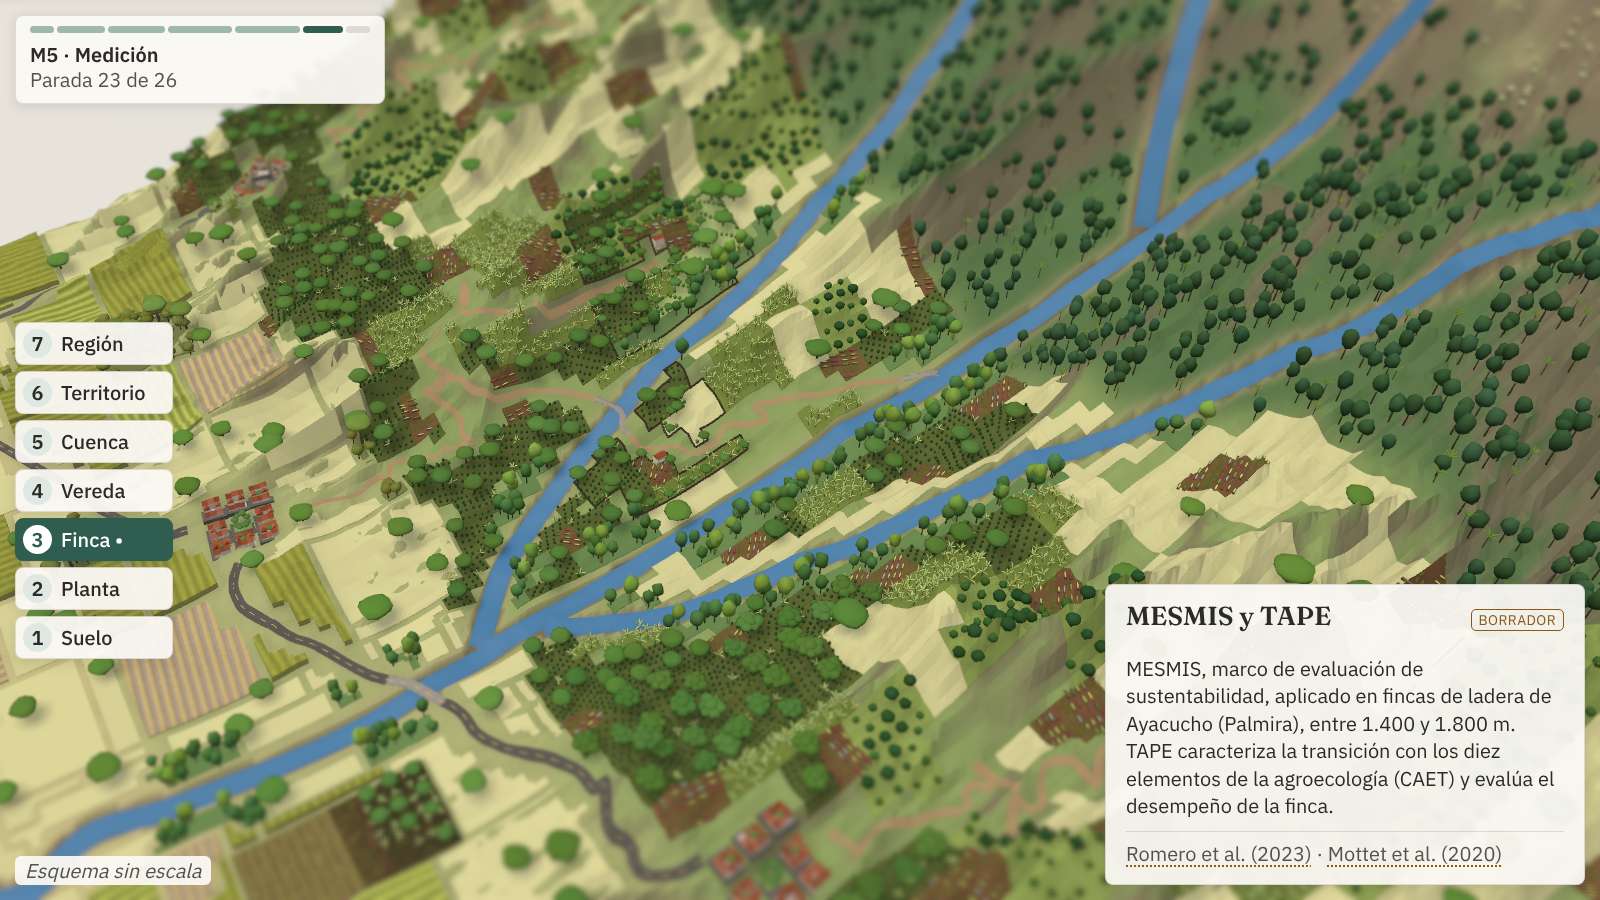 M5 · Medición
Parada 23 de 26
7 Región
6 Territorio
5 Cuenca
4 Vereda
3 Finca •
2 Planta
1 Suelo
Esquema sin escala
MESMIS y TAPE
BORRADOR
MESMIS, marco de evaluación de
sustentabilidad, aplicado en fincas de ladera de
Ayacucho (Palmira), entre 1.400 y 1.800 m.
TAPE caracteriza la transición con los diez
elementos de la agroecología (CAET) y evalúa el
desempeño de la finca.
Romero et al. (2023) · Mottet et al. (2020)